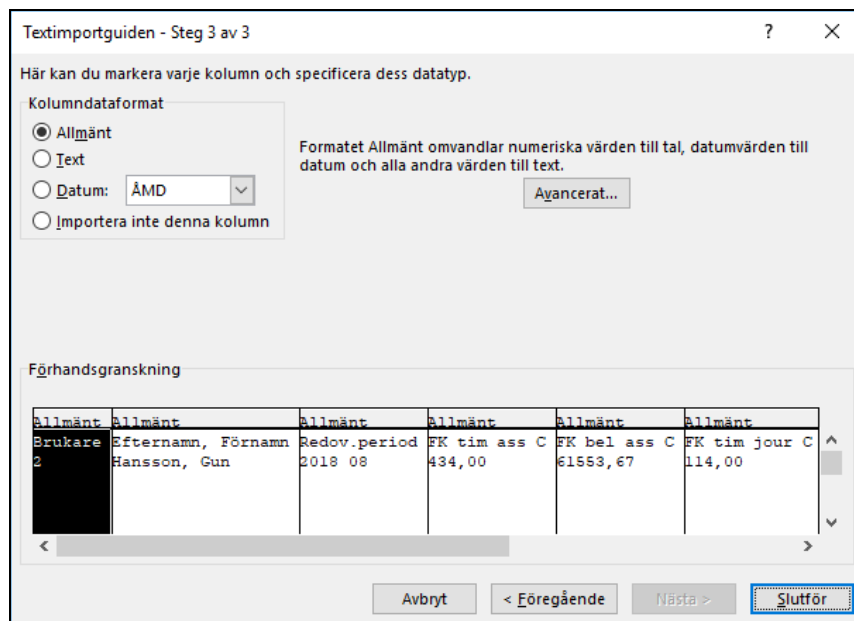 Textimportguiden - Steg 3 av 3
Här kan du markera varje kolumn och specificera dess datatyp.
Kolumndataformat
Allmänt
Text
Datum: ÅMD
Importera inte denna kolumn
Formatet Allmänt omvandlar numeriska värden till tal, datumvärden till
datum och alla andra värden till text.
Avancerat...
Förhandsgranskning
Allmänt Allmänt Allmänt Allmänt Allmänt Allmänt
Brukare Efternamn, Förnamn Redov.period FK tim ass C FK bel ass C FK tim jour C
2 Hansson, Gun 2018 08 434,00 61553,67 114,00
Avbryt < Föregående Nästa > Slutför